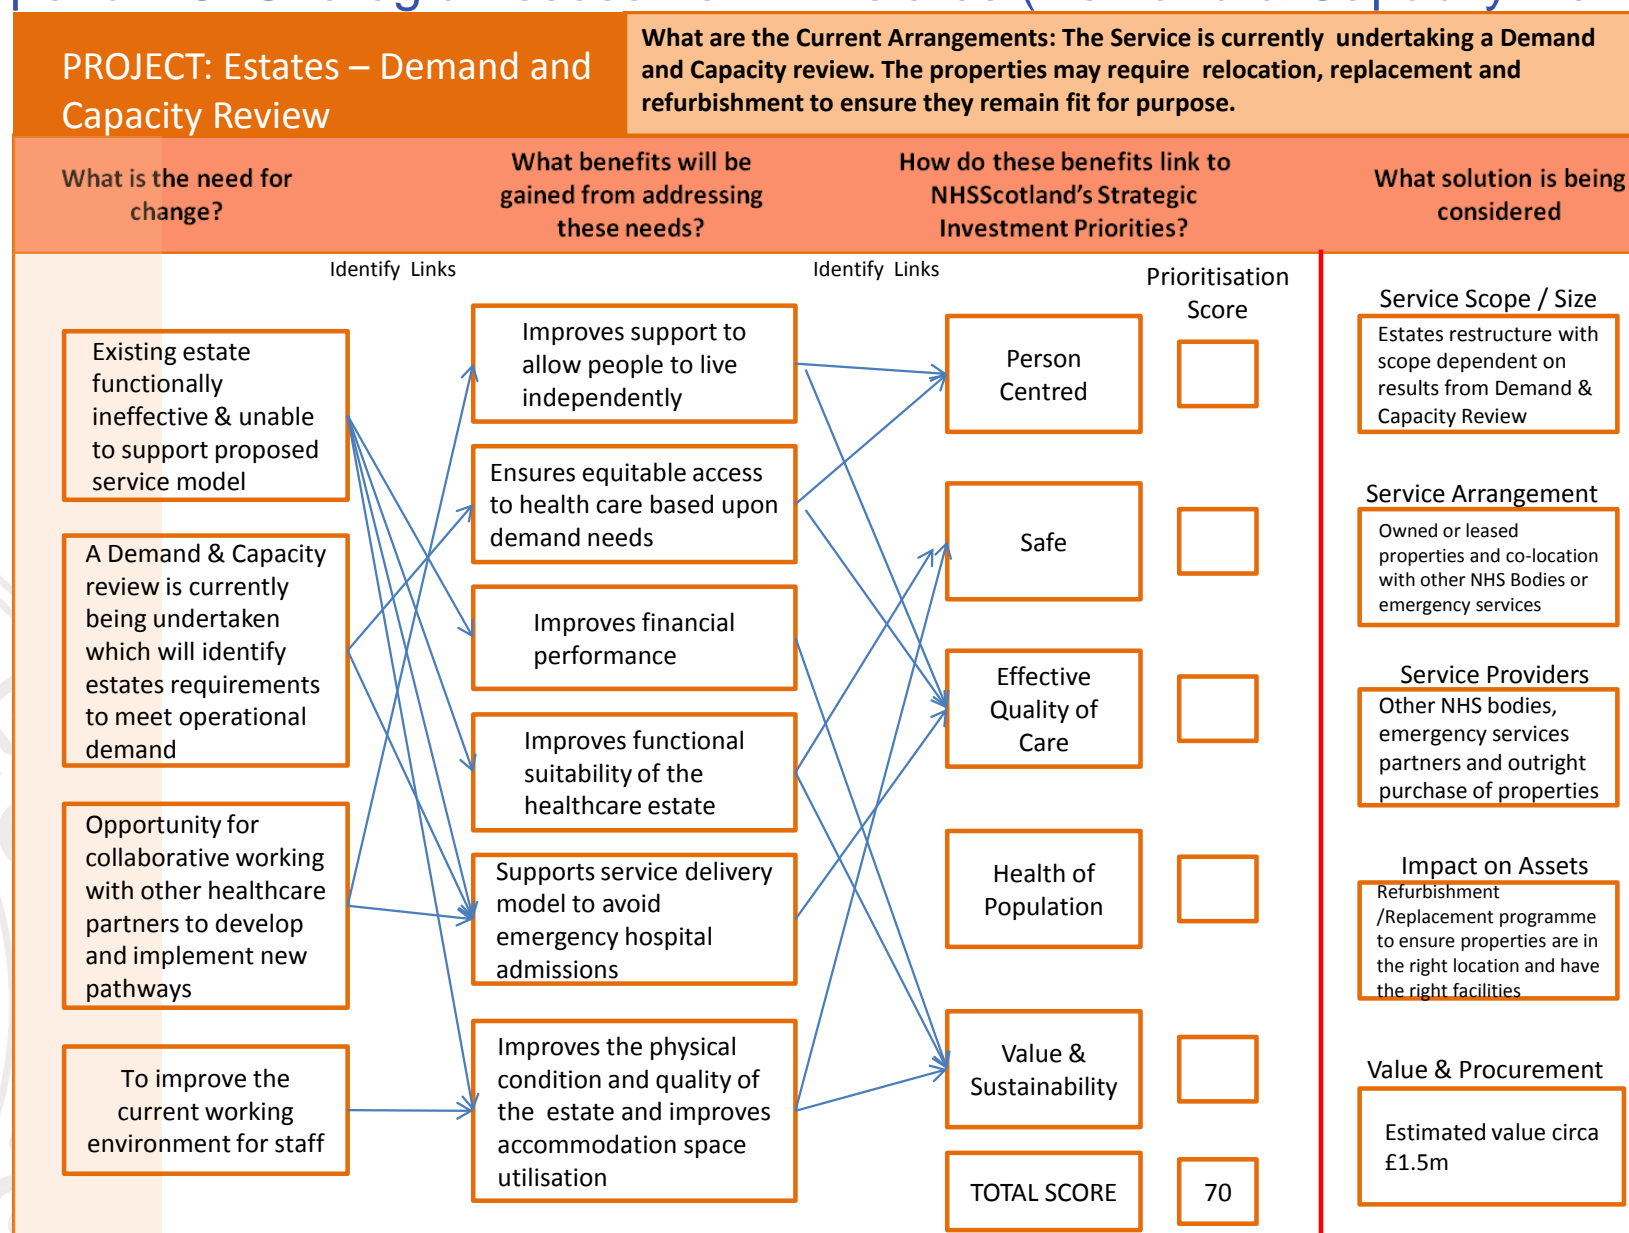 PROJECT: Estates – Demand and
Capacity Review
What are the Current Arrangements: The Service is currently undertaking a Demand
and Capacity review. The properties may require relocation, replacement and
refurbishment to ensure they remain fit for purpose.
What is the need for
change?
What benefits will be
gained from addressing
these needs?
How do these benefits link to
NHSScotland's Strategic
Investment Priorities?
What solution is being
considered
Identify Links
Identify Links
Prioritisation
Score
Existing estate
functionally
ineffective & unable
to support proposed
service model
A Demand & Capacity
review is currently
being undertaken
which will identify
estates requirements
to meet operational
demand
Opportunity for
collaborative working
with other healthcare
partners to develop
and implement new
pathways
To improve the
current working
environment for staff
Improves support to
allow people to live
independently
Ensures equitable access
to health care based upon
demand needs
Improves financial
performance
Improves functional
suitability of the
healthcare estate
Supports service delivery
model to avoid
emergency hospital
admissions
Improves the physical
condition and quality of
the estate and improves
accommodation space
utilisation
Person
Centred
Safe
Effective
Quality of
Care
Health of
Population
Value &
Sustainability
TOTAL SCORE
70
Service Scope / Size
Estates restructure with
scope dependent on
results from Demand &
Capacity Review
Service Arrangement
Owned or leased
properties and co-location
with other NHS Bodies or
emergency services
Service Providers
Other NHS bodies,
emergency services
partners and outright
purchase of properties
Impact on Assets
Refurbishment
/Replacement programme
to ensure properties are in
the right location and have
the right facilities
Value & Procurement
Estimated value circa
£1.5m